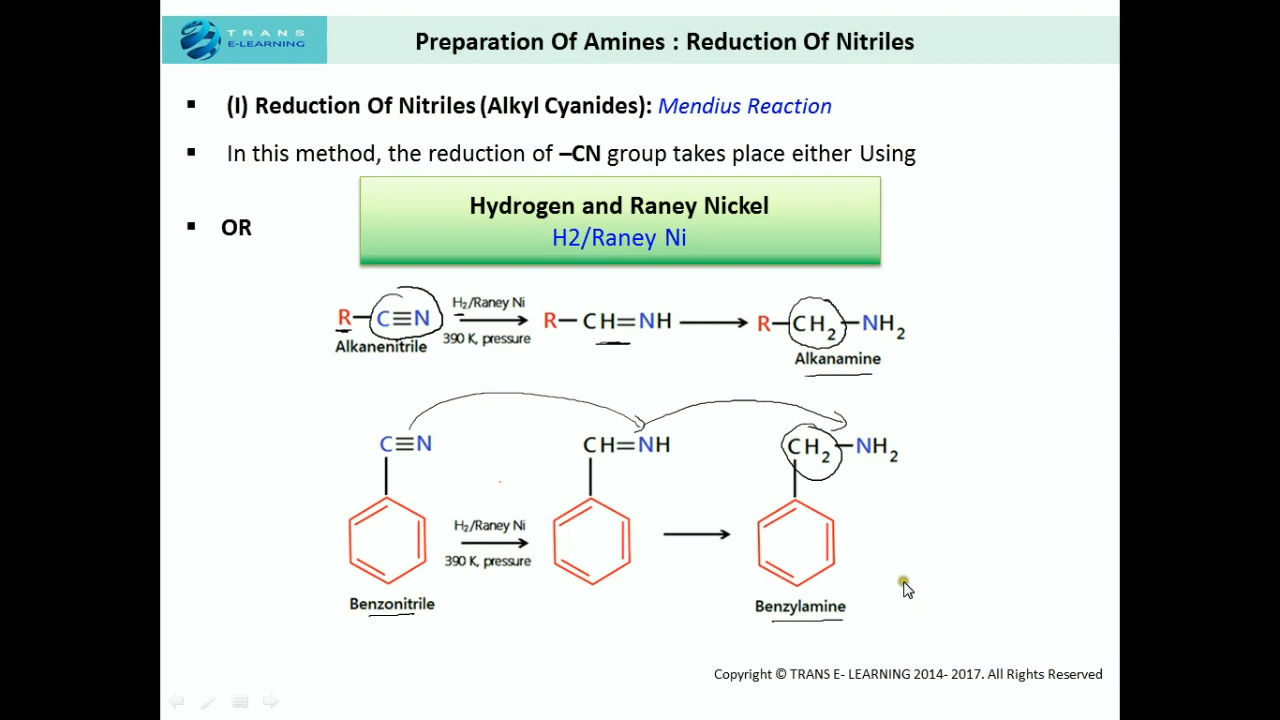 TRANS
E-LEARNING
Preparation Of Amines : Reduction Of Nitriles
(I) Reduction Of Nitriles (Alkyl Cyanides): Mendius Reaction
In this method, the reduction of –CN group takes place either Using
Hydrogen and Raney Nickel
OR
H2/Raney Ni
R–C≡N
H₂/Raney Ni
390 K, pressure
R–CH=NH
R–CH₂–NH₂
Alkanenitrile
Alkanamine
C≡N
CH=NH
CH₂–NH₂
H₂/Raney Ni
390 K, pressure
Benzonitrile
Benzylamine
Copyright © TRANS E- LEARNING 2014- 2017. All Rights Reserved